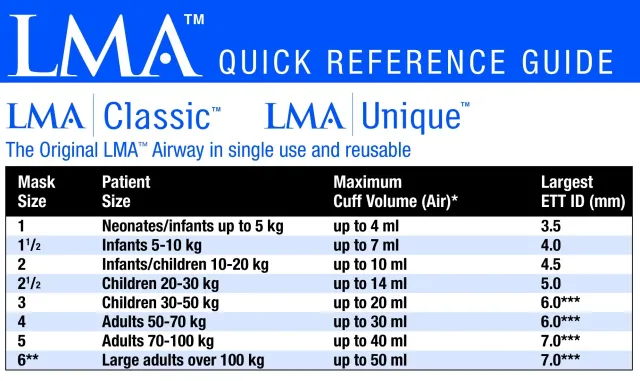 LMA™ QUICK REFERENCE GUIDE
LMA Classic™ LMA Unique™
The Original LMA™ Airway in single use and reusable
Mask Patient Maximum Largest
Size Size Cuff Volume (Air)* ETT ID (mm)
1 Neonates/infants up to 5 kg up to 4 ml 3.5
1 1/2 Infants 5-10 kg up to 7 ml 4.0
2 Infants/children 10-20 kg up to 10 ml 4.5
2 1/2 Children 20-30 kg up to 14 ml 5.0
3 Children 30-50 kg up to 20 ml 6.0***
4 Adults 50-70 kg up to 30 ml 6.0***
5 Adults 70-100 kg up to 40 ml 7.0***
6** Large adults over 100 kg up to 50 ml 7.0***